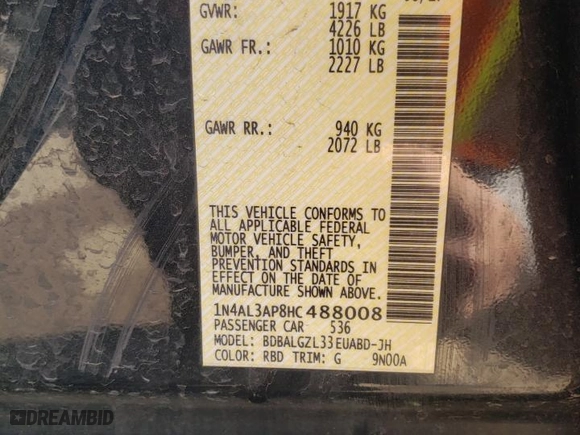 GVWR: 1917 KG
4226 LB
GAWR FR.: 1010 KG
2227 LB
GAWR RR.: 940 KG
2072 LB
THIS VEHICLE CONFORMS TO
ALL APPLICABLE FEDERAL
MOTOR VEHICLE SAFETY,
BUMPER, AND THEFT
PREVENTION STANDARDS IN
EFFECT ON THE DATE OF
MANUFACTURE SHOWN ABOVE.
1N4AL3AP8HC488008
PASSENGER CAR 536
MODEL: BDBALGZL33EUABD-JH
COLOR: RBD TRIM: G 9N00A
DREAMBID